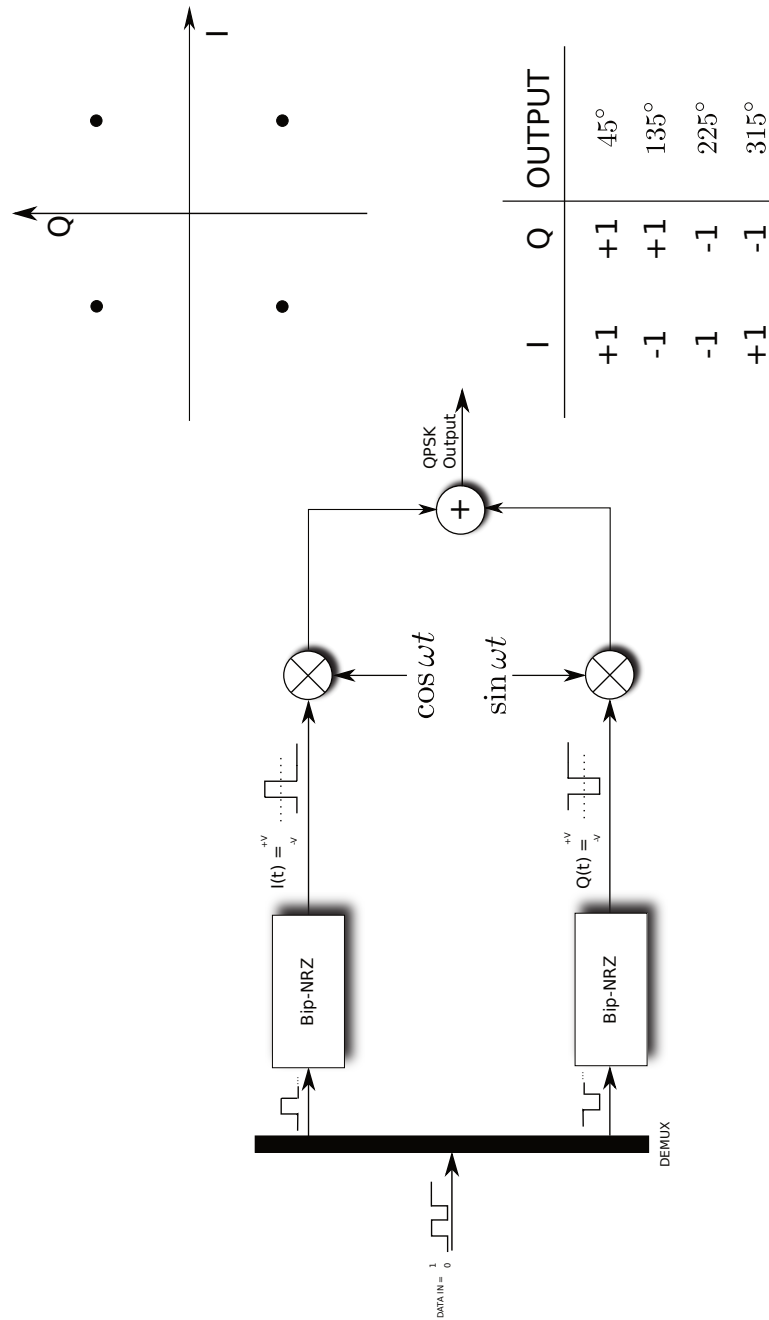 DATA IN = 1
0
DEMUX
Bip-NRZ
Bip-NRZ
I(t) = +V
-V
Q(t) = +V
-V
cos ωt
sin ωt
+
QPSK
Output
Q
I
I Q OUTPUT
+1 +1 45°
-1 +1 135°
-1 -1 225°
+1 -1 315°